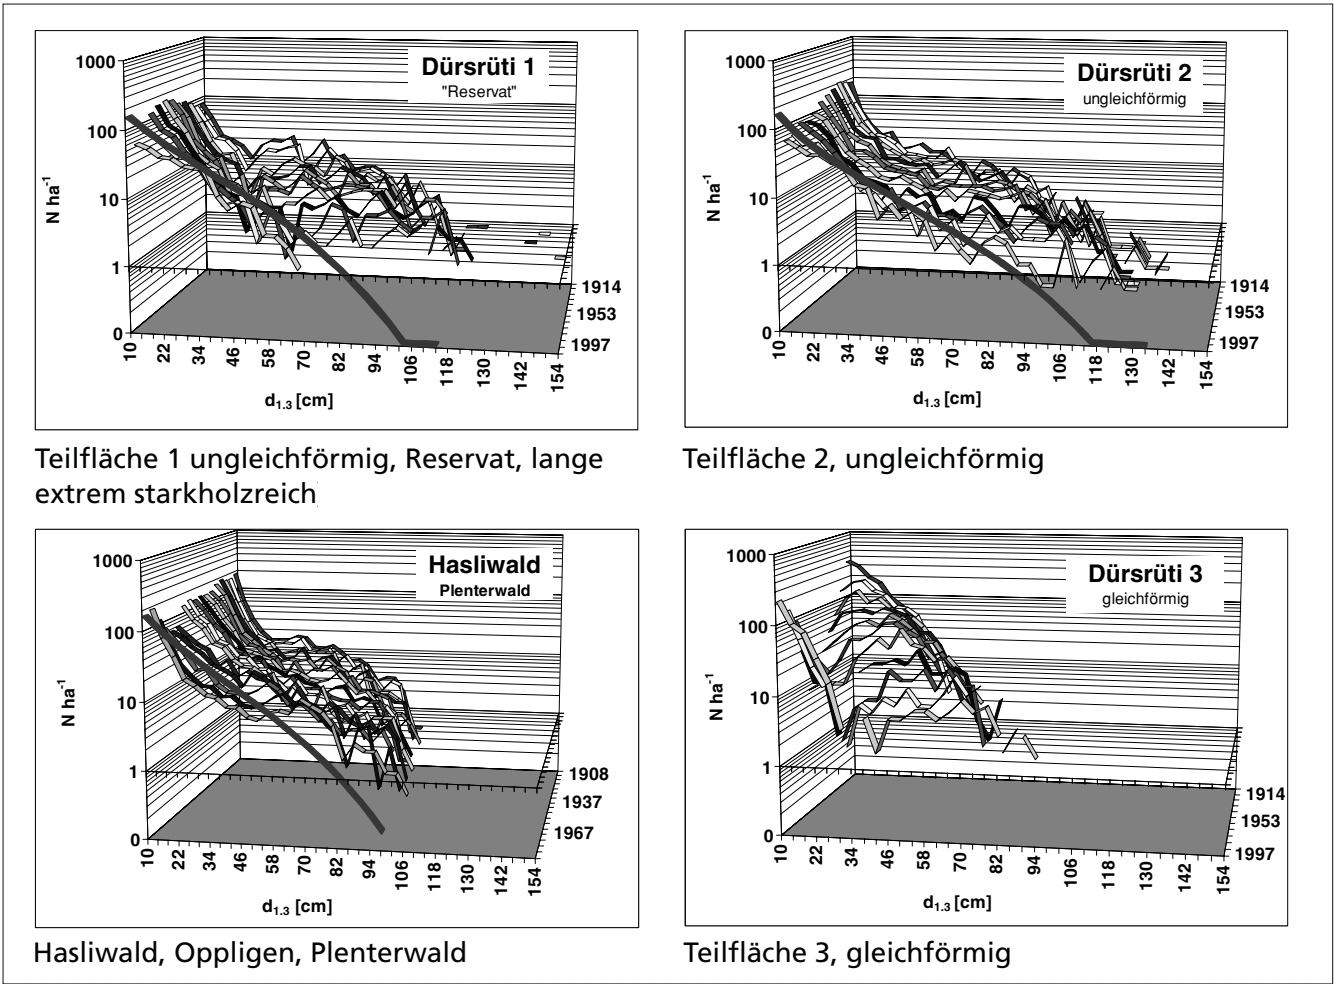 Dürsrüti 1
"Reservat"
1000
100
10
1
0
N ha-1
10 22 34 46 58 70 82 94 106 118 130 142 154
d1.3 [cm]
1914
1953
1997
Teilfläche 1 ungleichförmig, Reservat, lange
extrem starkholzreich
Dürsrüti 2
ungleichförmig
1000
100
10
1
0
N ha-1
10 22 34 46 58 70 82 94 106 118 130 142 154
d1.3 [cm]
1914
1953
1997
Teilfläche 2, ungleichförmig
Hasliwald
Plenterwald
1000
100
10
1
0
N ha-1
10 22 34 46 58 70 82 94 106 118 130 142 154
d1.3 [cm]
1908
1937
1967
Hasliwald, Oppligen, Plenterwald
Dürsrüti 3
gleichförmig
1000
100
10
1
0
N ha-1
10 22 34 46 58 70 82 94 106 118 130 142 154
d1.3 [cm]
1914
1953
1997
Teilfläche 3, gleichförmig